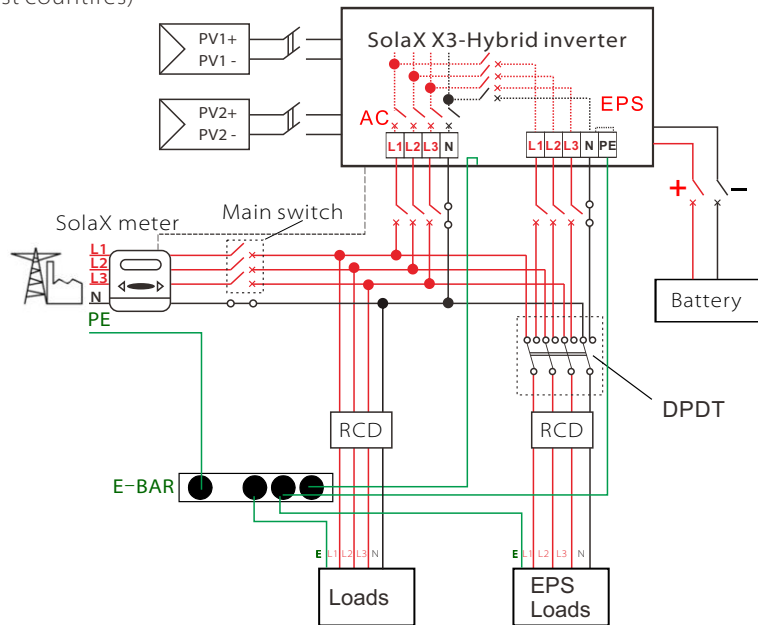 st countires)
PV1+
PV1 -
PV2+
PV2 -
SolaX X3-Hybrid inverter
AC
EPS
L1 L2 L3 N
L1 L2 L3 N PE
+ −
SolaX meter
Main switch
L1
L2
L3
N
PE
Battery
DPDT
RCD
RCD
E-BAR
E L1 L2 L3 N
E L1 L2 L3 N
Loads
EPS
Loads